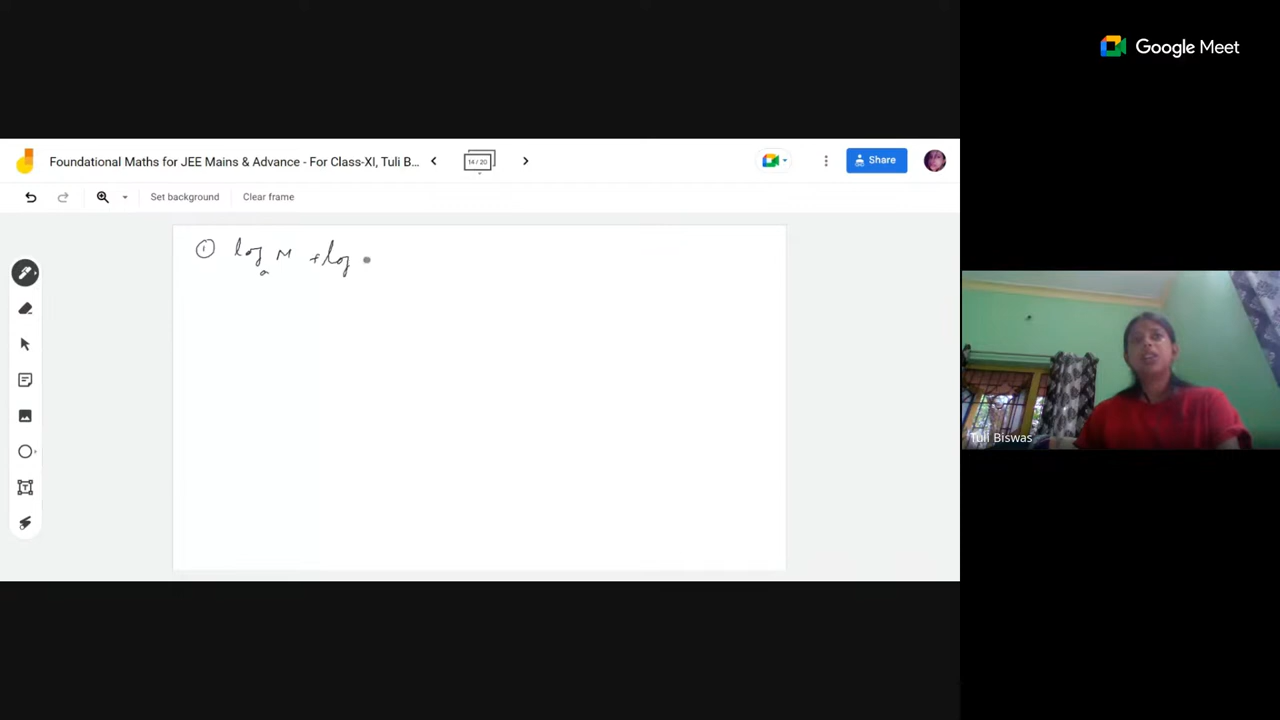 Google Meet
Foundational Maths for JEE Mains & Advance - For Class-XI, Tuli B...
14 / 20
Share
Set background
Clear frame
① log_a M + log
Tuli Biswas